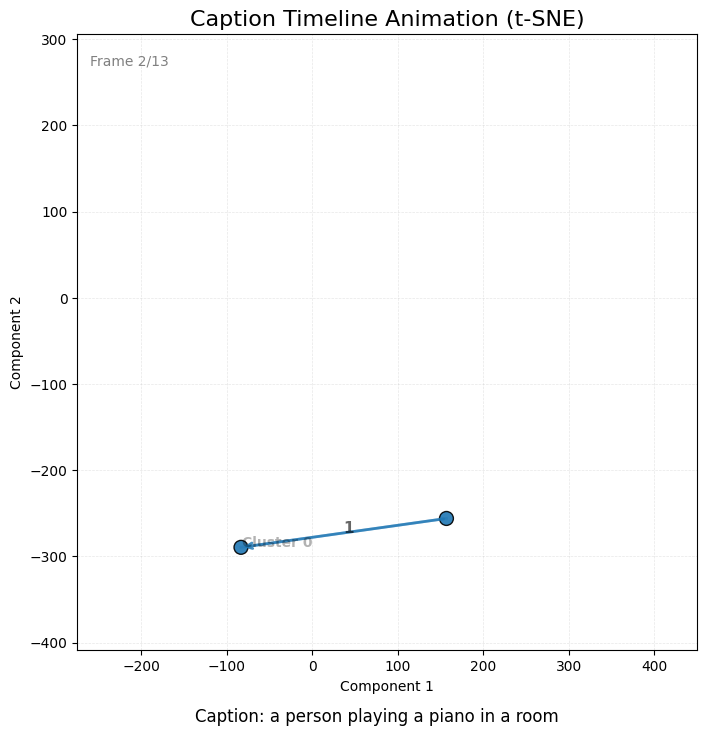 Caption Timeline Animation (t-SNE)
Frame 2/13
300
200
100
0
−100
−200
−300
−400
Component 2
1
Cluster 0
−200
−100
0
100
200
300
400
Component 1
Caption: a person playing a piano in a room